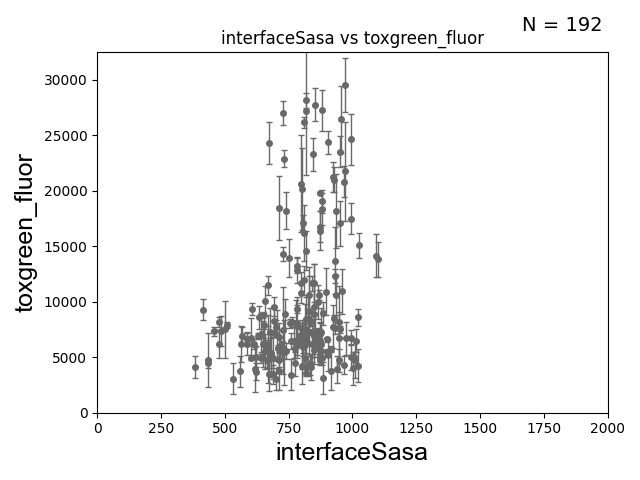 N = 192
interfaceSasa vs toxgreen_fluor
toxgreen_fluor
30000
25000
20000
15000
10000
5000
0
0 250 500 750 1000 1250 1500 1750 2000
interfaceSasa